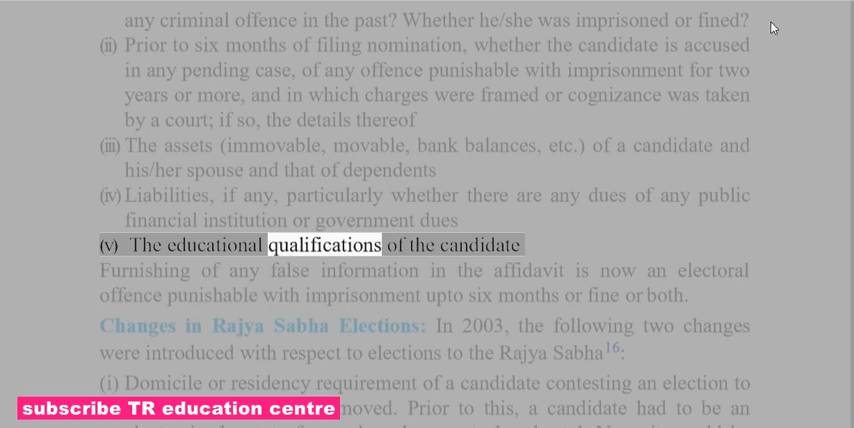 any criminal offence in the past? Whether he/she was imprisoned or fined?
(ii) Prior to six months of filing nomination, whether the candidate is accused
in any pending case, of any offence punishable with imprisonment for two
years or more, and in which charges were framed or cognizance was taken
by a court; if so, the details thereof
(iii) The assets (immovable, movable, bank balances, etc.) of a candidate and
his/her spouse and that of dependents
(iv) Liabilities, if any, particularly whether there are any dues of any public
financial institution or government dues
(v) The educational qualifications of the candidate
Furnishing of any false information in the affidavit is now an electoral
offence punishable with imprisonment upto six months or fine or both.
Changes in Rajya Sabha Elections: In 2003, the following two changes
were introduced with respect to elections to the Rajya Sabha16:
(i) Domicile or residency requirement of a candidate contesting an election to
subscribe TR education centre moved. Prior to this, a candidate had to be an